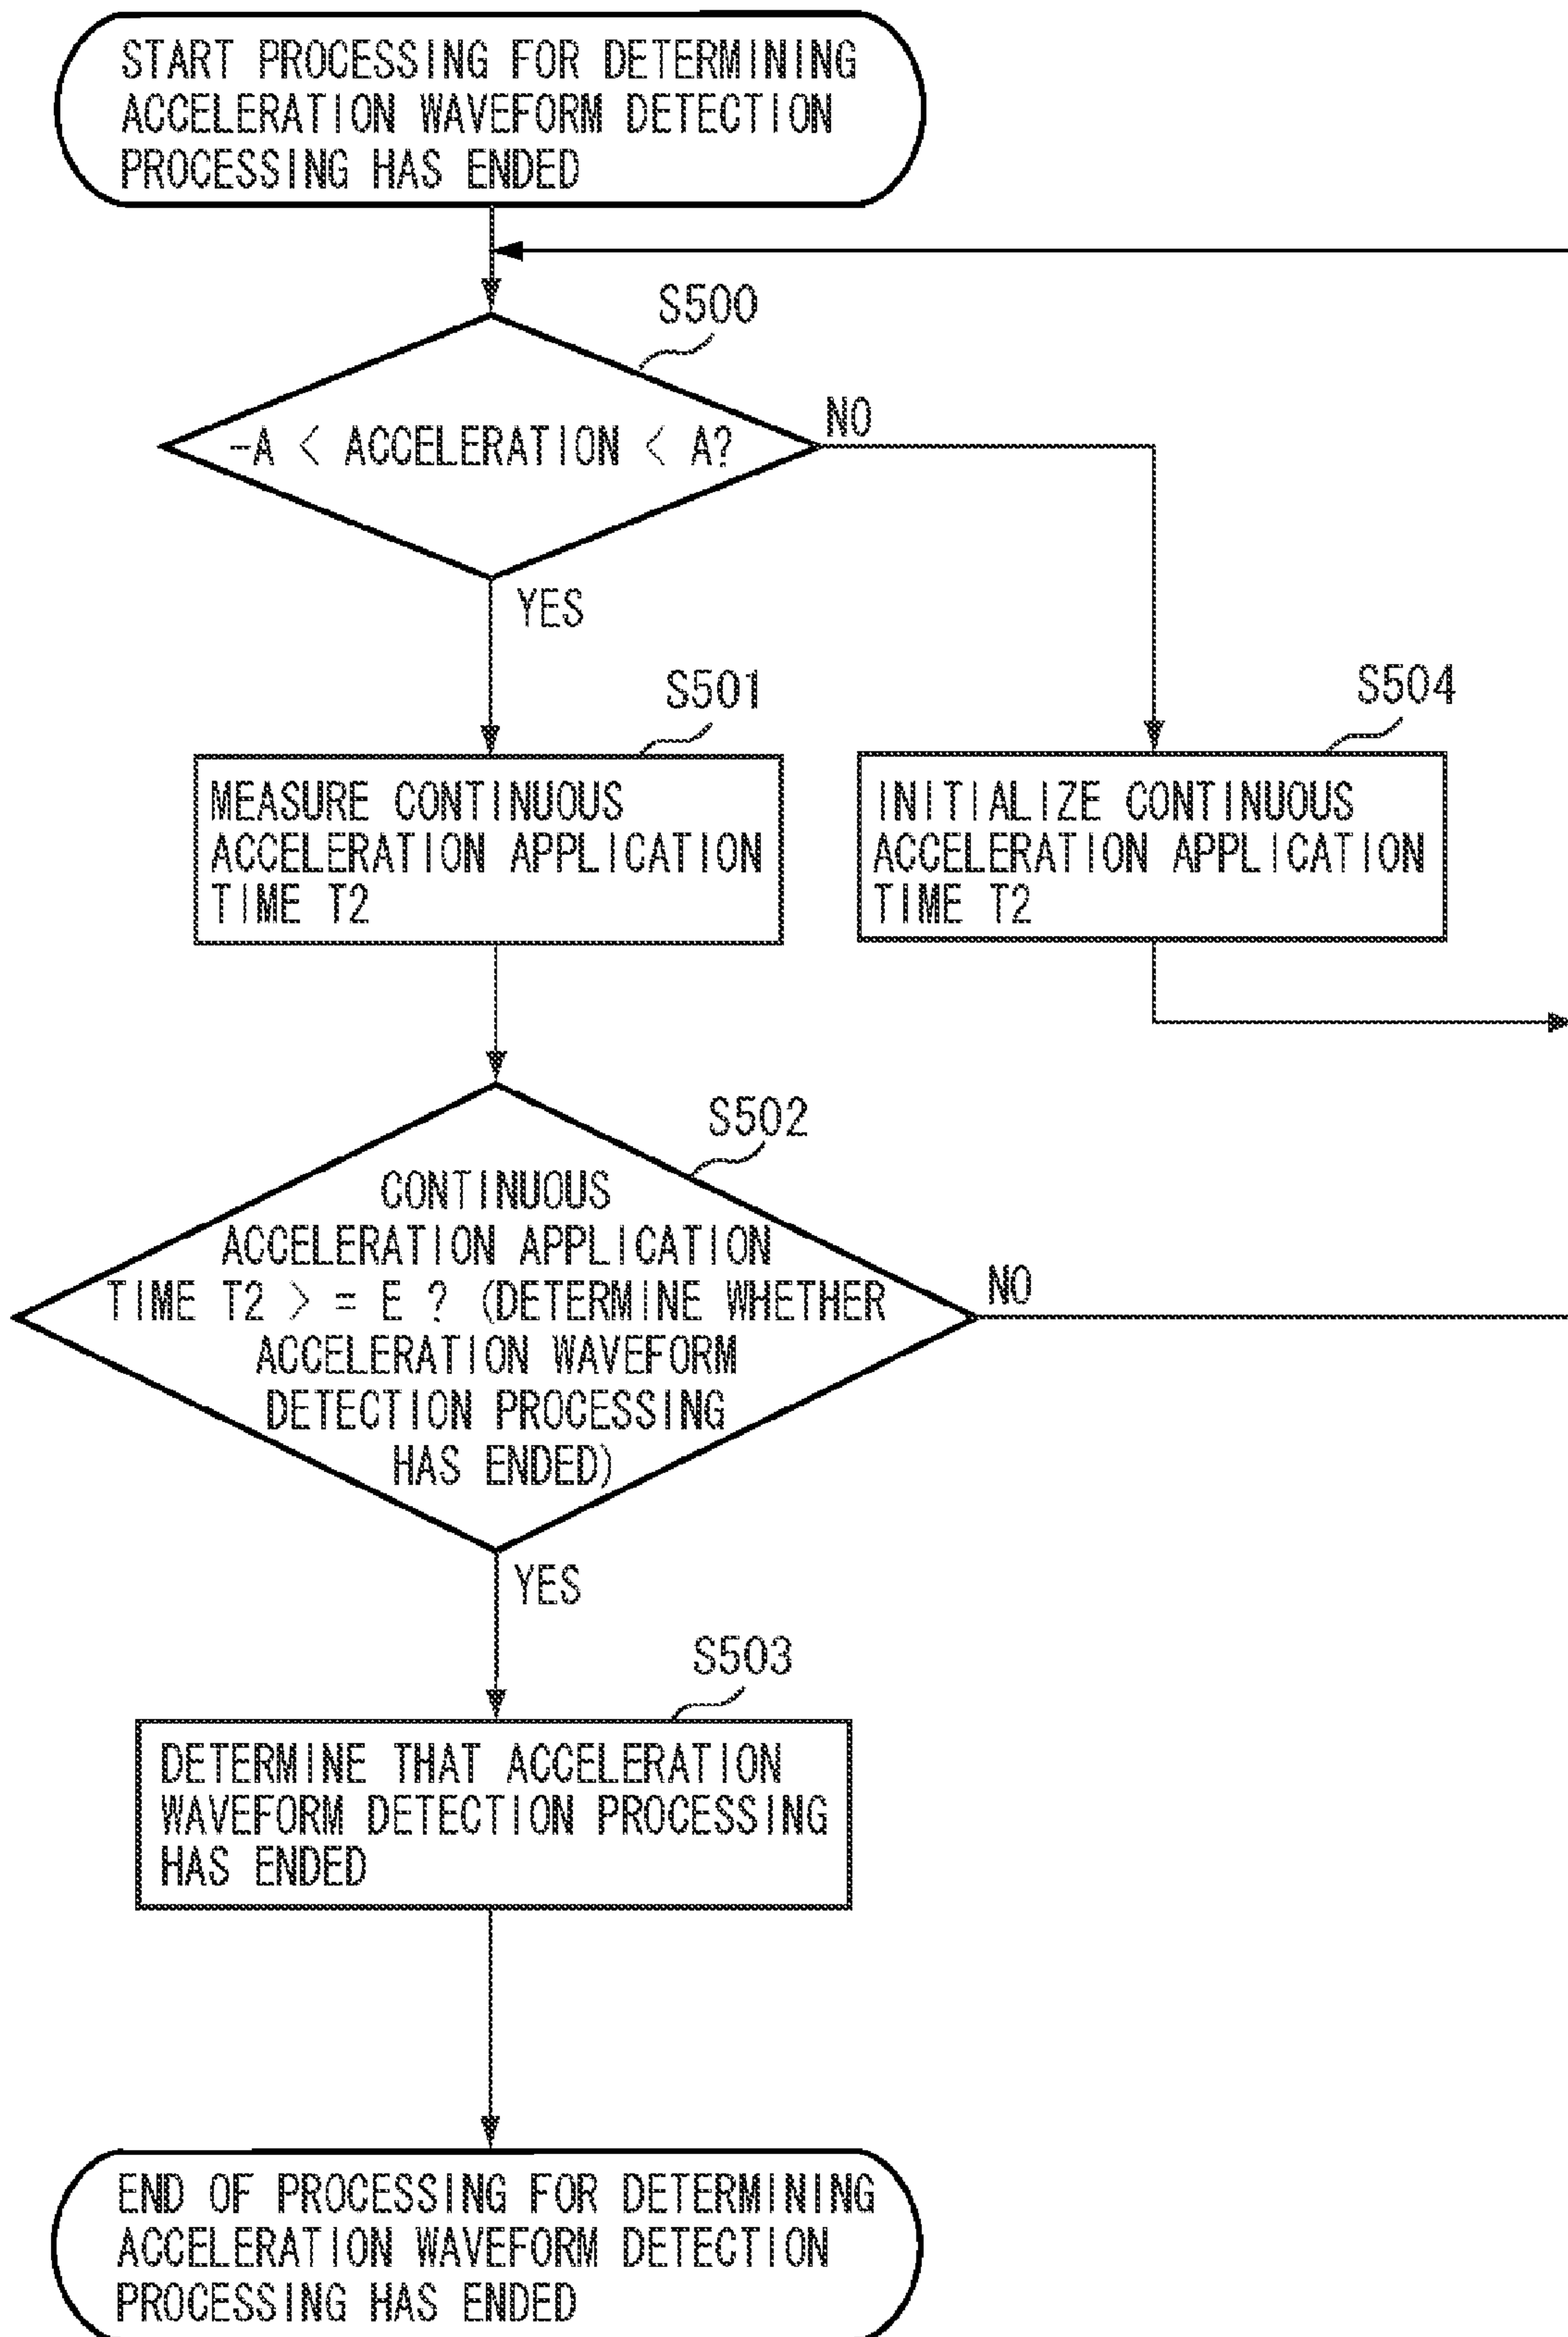 START PROCESSING FOR DETERMINING
ACCELERATION WAVEFORM DETECTION
PROCESSING HAS ENDED
S500
-A < ACCELERATION < A?
NO
YES
S501
MEASURE CONTINUOUS
ACCELERATION APPLICATION
TIME T2
S504
INITIALIZE CONTINUOUS
ACCELERATION APPLICATION
TIME T2
S502
CONTINUOUS
ACCELERATION APPLICATION
TIME T2 > = E ? (DETERMINE WHETHER
ACCELERATION WAVEFORM
DETECTION PROCESSING
HAS ENDED)
NO
YES
S503
DETERMINE THAT ACCELERATION
WAVEFORM DETECTION PROCESSING
HAS ENDED
END OF PROCESSING FOR DETERMINING
ACCELERATION WAVEFORM DETECTION
PROCESSING HAS ENDED